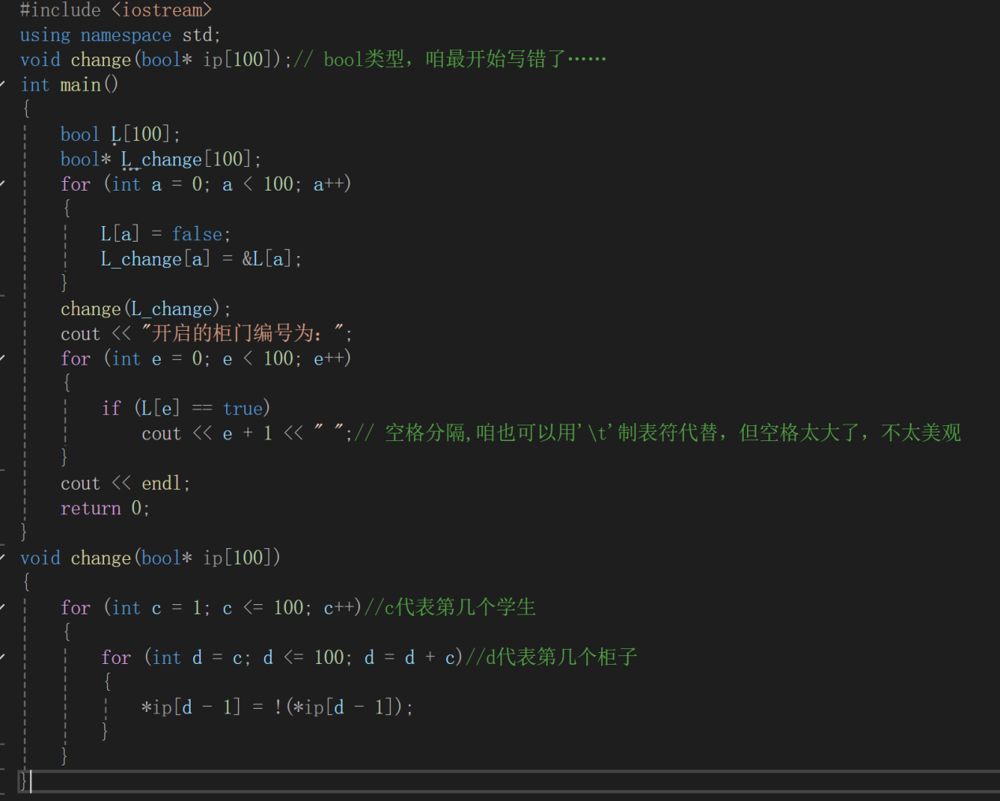 #include <iostream>
using namespace std;
void change(bool* ip[100]);// bool类型，咱最开始写错了……
int main()
{
bool L[100];
bool* L_change[100];
for (int a = 0; a < 100; a++)
{
L[a] = false;
L_change[a] = &L[a];
}
change(L_change);
cout << "开启的柜门编号为：";
for (int e = 0; e < 100; e++)
{
if (L[e] == true)
cout << e + 1 << " ";// 空格分隔,咱也可以用'\t'制表符代替，但空格太大了，不太美观
}
cout << endl;
return 0;
}
void change(bool* ip[100])
{
for (int c = 1; c <= 100; c++)//c代表第几个学生
{
for (int d = c; d <= 100; d = d + c)//d代表第几个柜子
{
*ip[d - 1] = !(*ip[d - 1]);
}
}
}